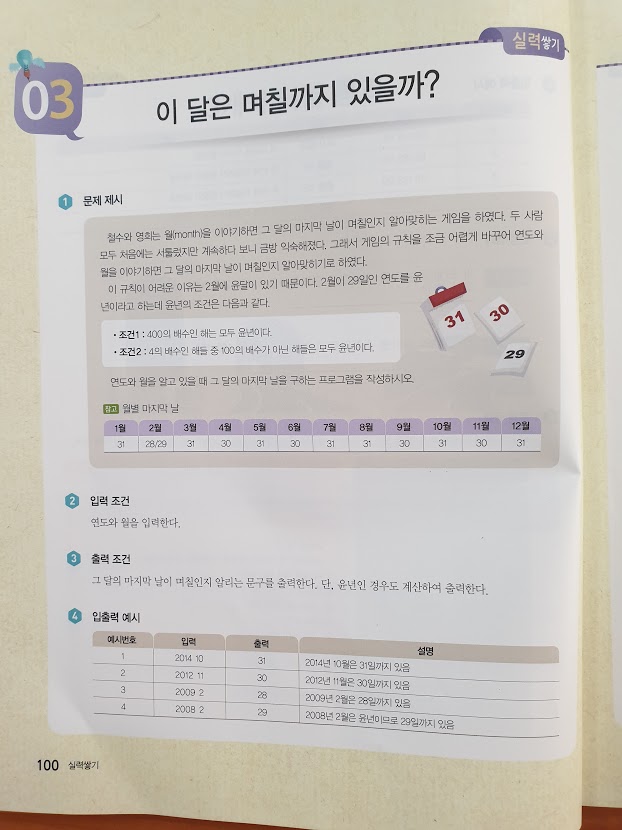 실력쌓기
03
이 달은 며칠까지 있을까?
1 문제 제시
철수와 영희는 월(month)을 이야기하면 그 달의 마지막 날이 며칠인지 알아맞히는 게임을 하였다. 두 사람
모두 처음에는 서툴렀지만 계속하다 보니 금방 익숙해졌다. 그래서 게임의 규칙을 조금 어렵게 바꾸어 연도와
월을 이야기하면 그 달의 마지막 날이 며칠인지 알아맞히기로 하였다.
이 규칙이 어려운 이유는 2월에 윤달이 있기 때문이다. 2월이 29일인 연도를 윤
년이라고 하는데 윤년의 조건은 다음과 같다.
• 조건1 : 400의 배수인 해는 모두 윤년이다.
• 조건2 : 4의 배수인 해들 중 100의 배수가 아닌 해들은 모두 윤년이다.
31
30
29
연도와 월을 알고 있을 때 그 달의 마지막 날을 구하는 프로그램을 작성하시오.
참고 월별 마지막 날
1월 2월 3월 4월 5월 6월 7월 8월 9월 10월 11월 12월
31 28/29 31 30 31 30 31 31 30 31 30 31
2 입력 조건
연도와 월을 입력한다.
3 출력 조건
그 달의 마지막 날이 며칠인지 알리는 문구를 출력한다. 단, 윤년인 경우도 계산하여 출력한다.
4 입출력 예시
예시번호 입력 출력 설명
1 2014 10 31 2014년 10월은 31일까지 있음
2 2012 11 30 2012년 11월은 30일까지 있음
3 2009 2 28 2009년 2월은 28일까지 있음
4 2008 2 29 2008년 2월은 윤년이므로 29일까지 있음
100 실력쌓기